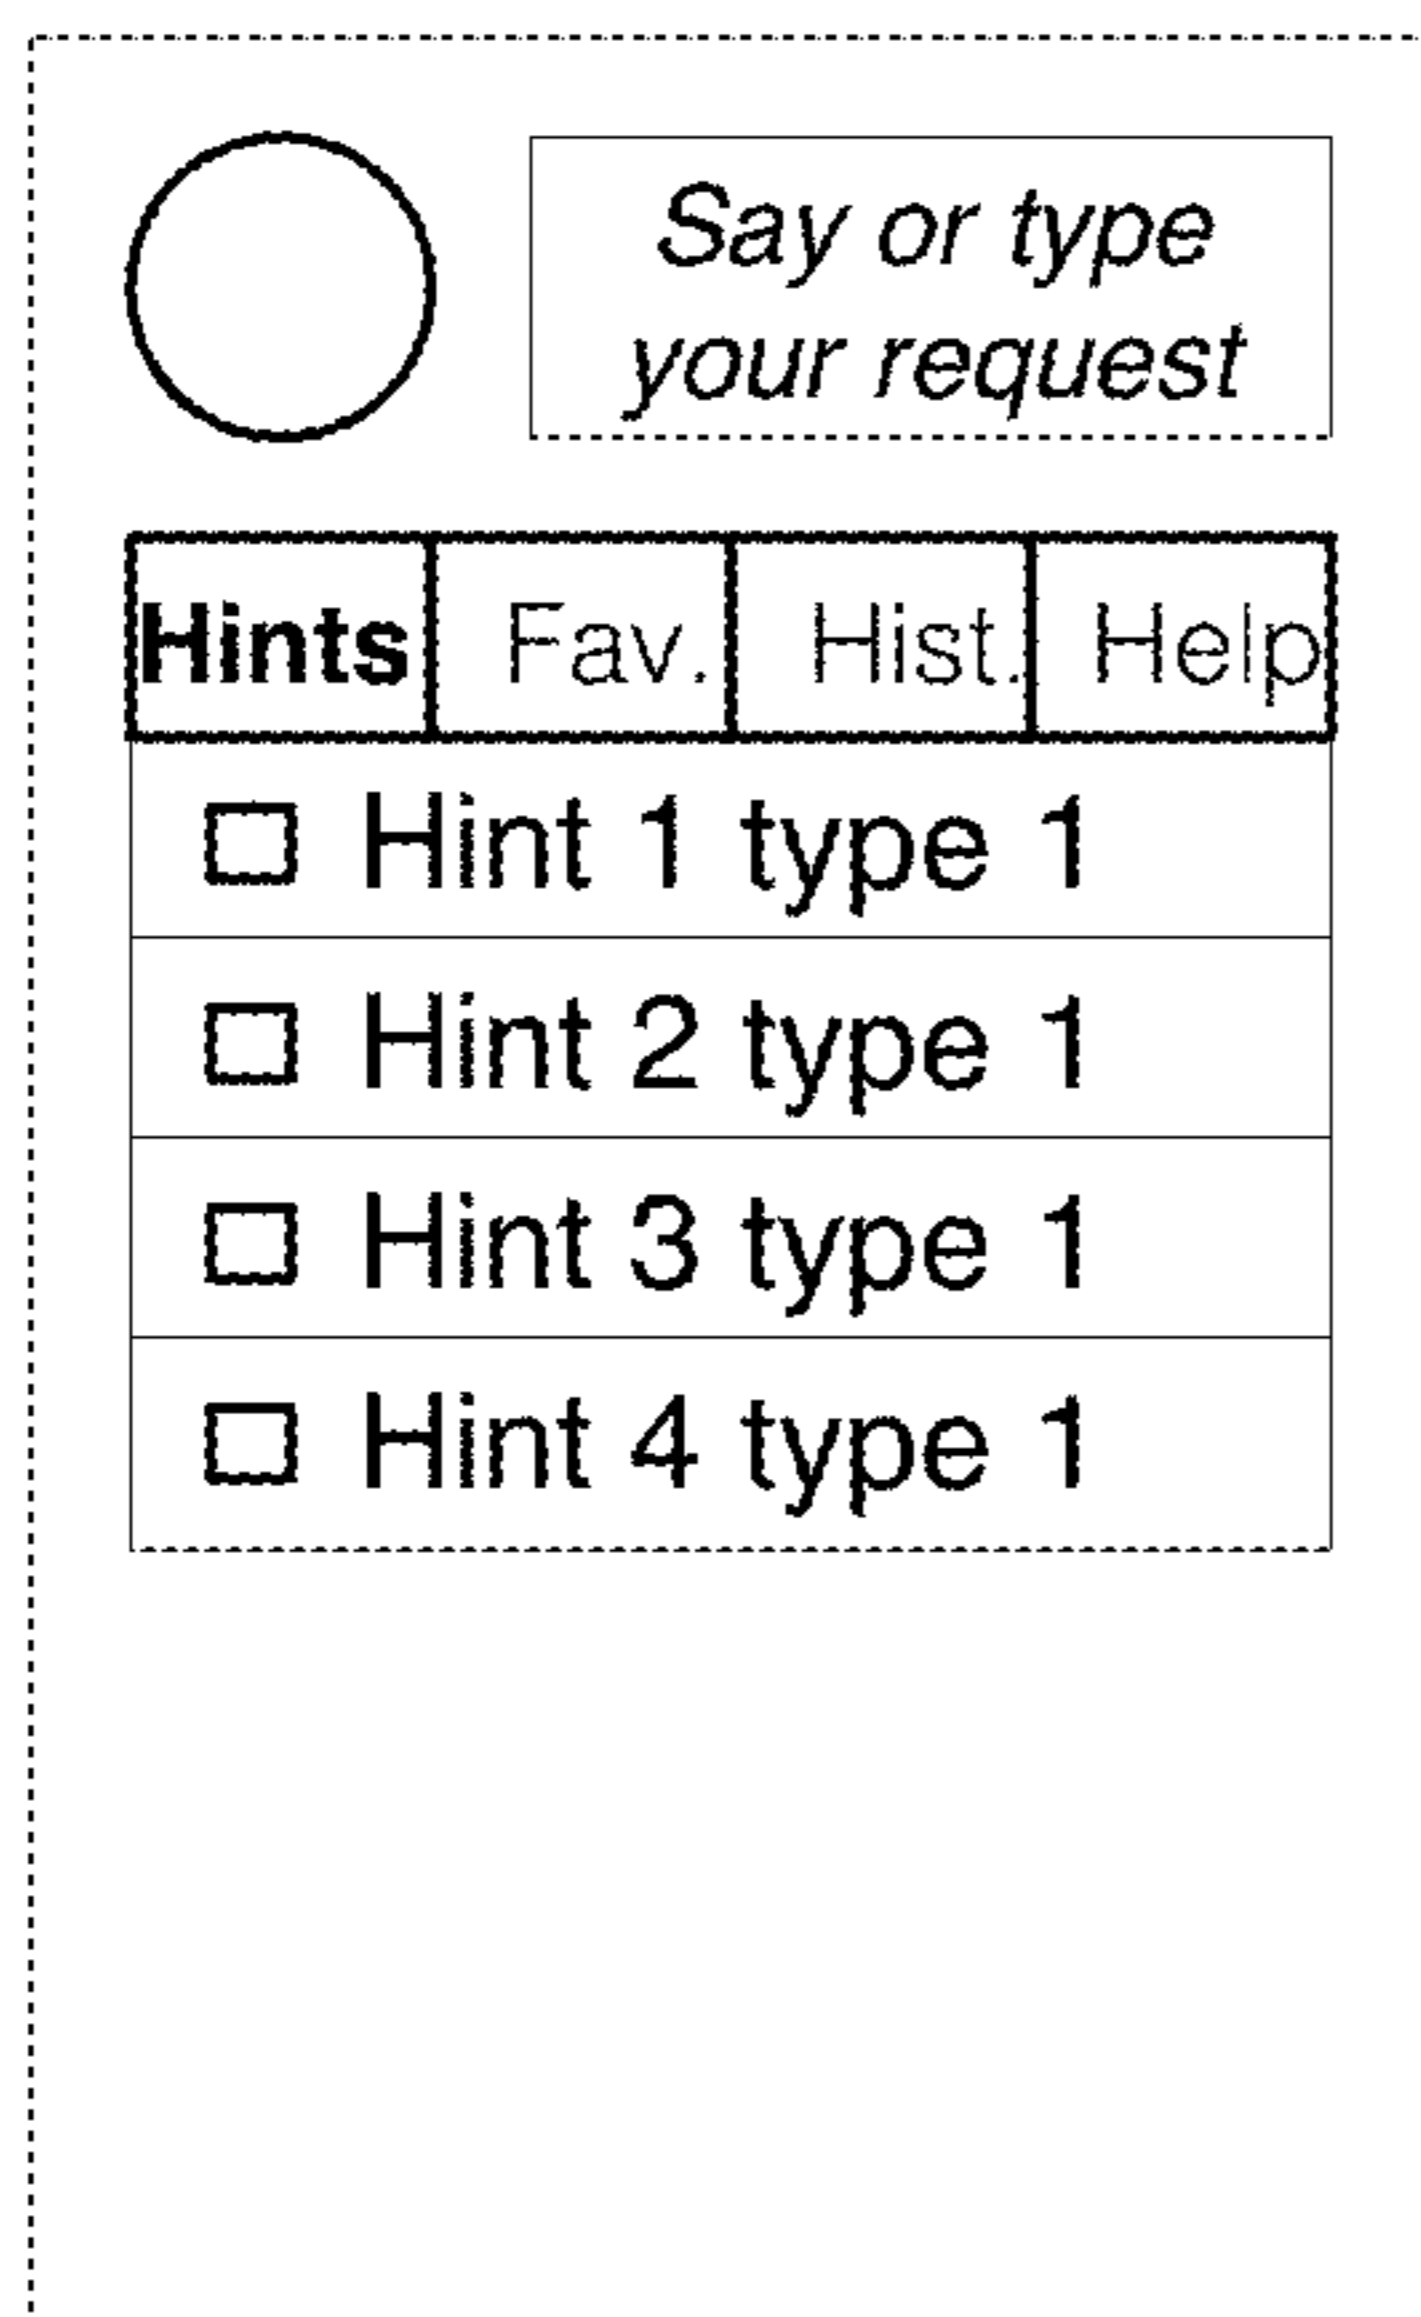 Say or type
your request
Hints Fav. Hist. Help
Hint 1 type 1
Hint 2 type 1
Hint 3 type 1
Hint 4 type 1